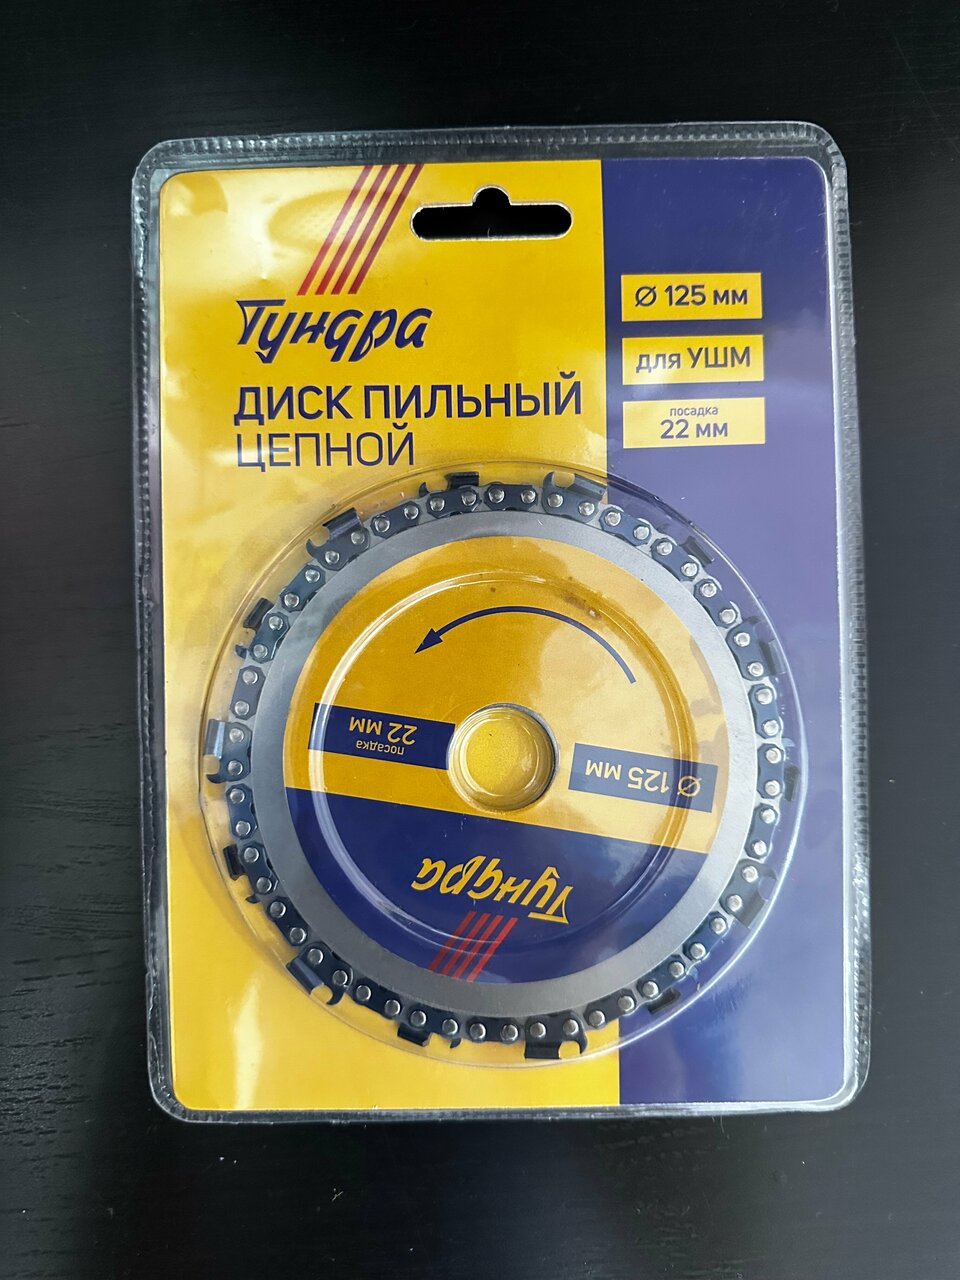 Тундра
ДИСК ПИЛЬНЫЙ
ЦЕПНОЙ
Ø 125 мм
для УШМ
посадка
22 мм
посадка
22 мм
Ø 125 мм
Тундра